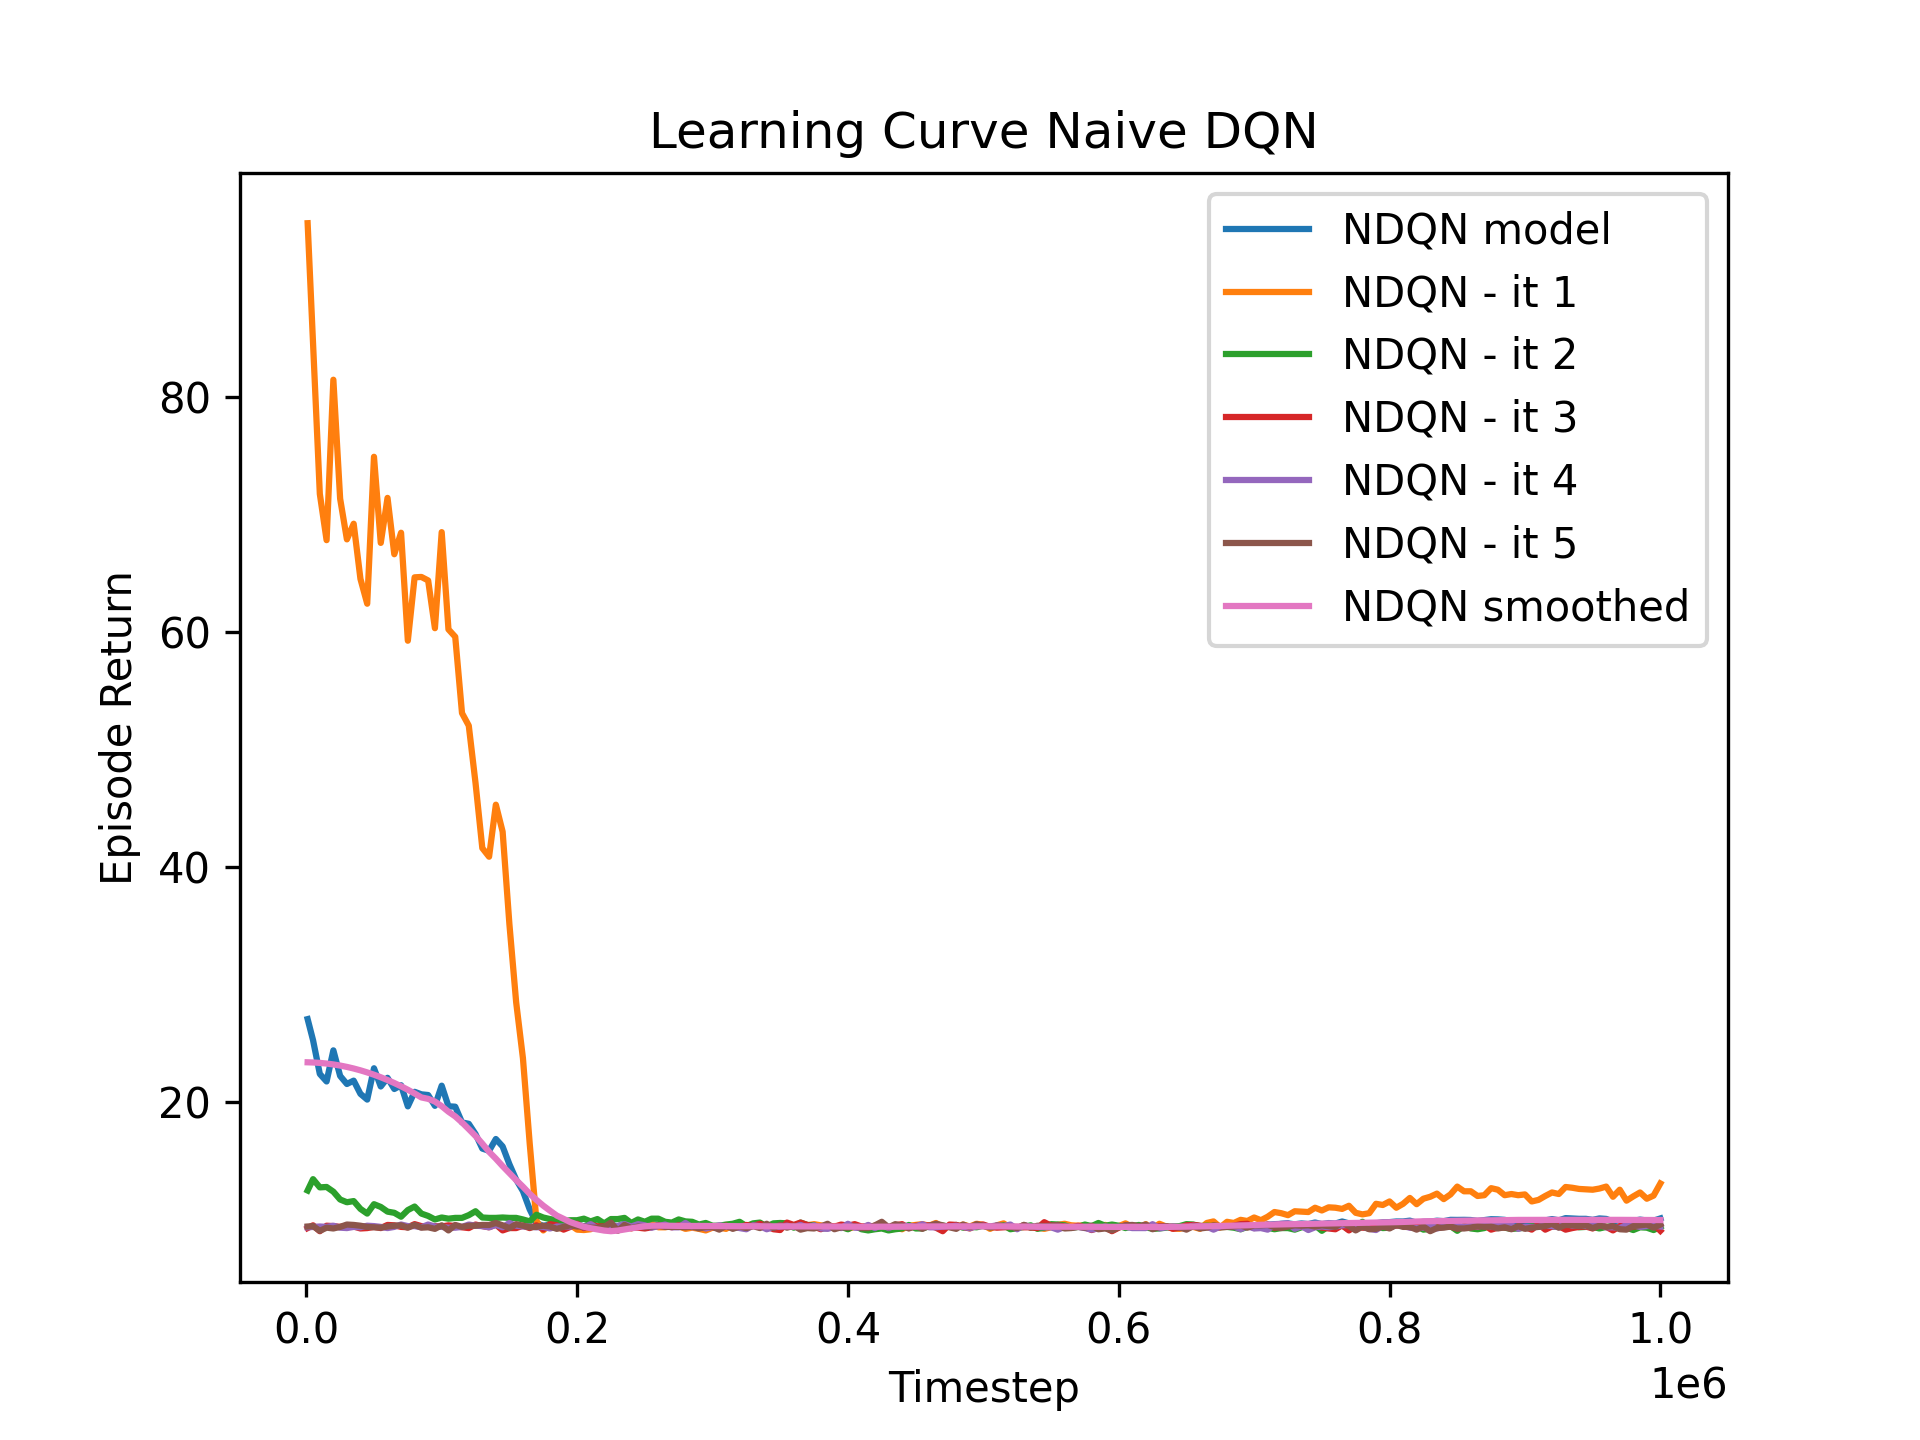 Learning Curve Naive DQN
NDQN model
NDQN - it 1
NDQN - it 2
NDQN - it 3
NDQN - it 4
NDQN - it 5
NDQN smoothed
Episode Return
80
60
40
20
0.0 0.2 0.4 0.6 0.8 1.0
1e6
Timestep